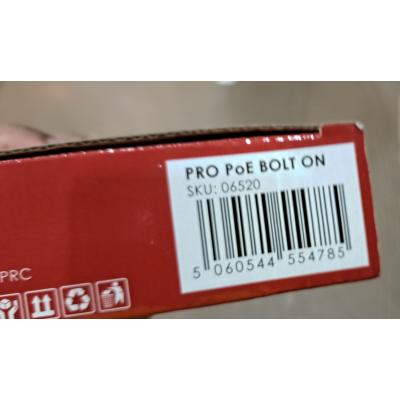 PRO PoE BOLT ON
SKU: 06520
5 060544 554785
PRC